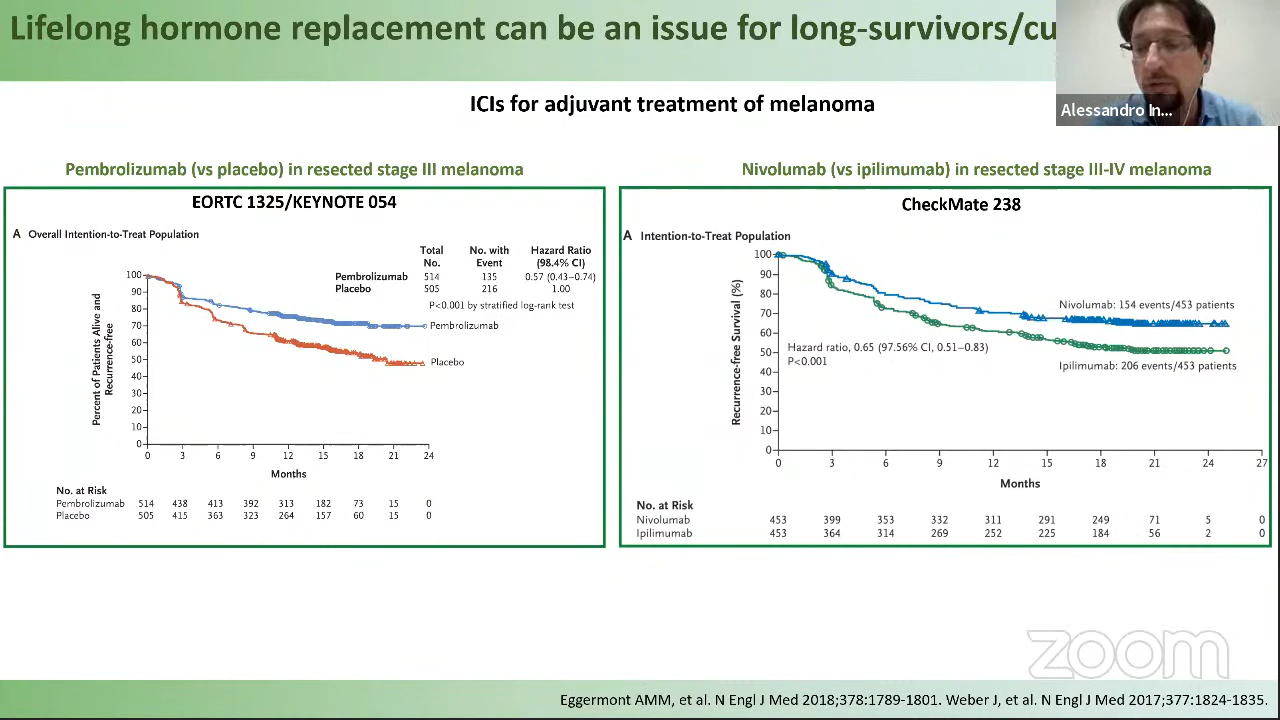 Lifelong hormone replacement can be an issue for long-survivors/cu
Alessandro In...
ICIs for adjuvant treatment of melanoma
Pembrolizumab (vs placebo) in resected stage III melanoma
EORTC 1325/KEYNOTE 054
A Overall Intention-to-Treat Population
Total No. No. with Event Hazard Ratio (98.4% CI)
Pembrolizumab 514 135 0.57 (0.43–0.74)
Placebo 505 216 1.00
P<0.001 by stratified log-rank test
Percent of Patients Alive and
Recurrence-free
100
90
80
70
60
50
40
30
20
10
0
Pembrolizumab
Placebo
0 3 6 9 12 15 18 21 24
Months
No. at Risk
Pembrolizumab 514 438 413 392 313 182 73 15 0
Placebo 505 415 363 323 264 157 60 15 0
Nivolumab (vs ipilimumab) in resected stage III-IV melanoma
CheckMate 238
A Intention-to-Treat Population
Recurrence-free Survival (%)
100
90
80
70
60
50
40
30
20
10
0
Nivolumab: 154 events/453 patients
Hazard ratio, 0.65 (97.56% CI, 0.51–0.83)
P<0.001
Ipilimumab: 206 events/453 patients
0 3 6 9 12 15 18 21 24 27
Months
No. at Risk
Nivolumab 453 399 353 332 311 291 249 71 5 0
Ipilimumab 453 364 314 269 252 225 184 56 2 0
zoom
Eggermont AMM, et al. N Engl J Med 2018;378:1789-1801. Weber J, et al. N Engl J Med 2017;377:1824-1835.